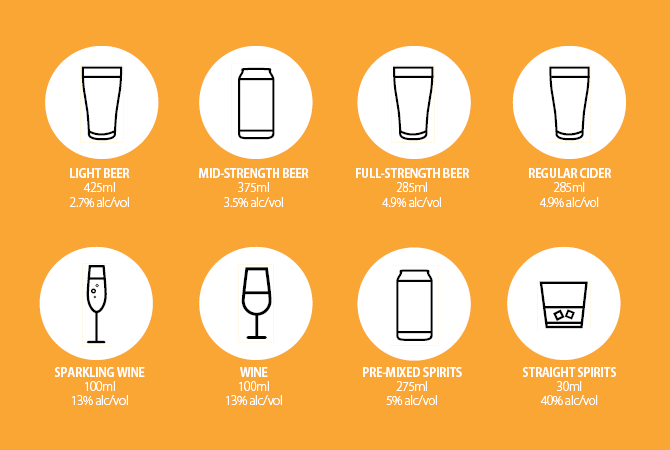 LIGHT BEER
425ml
2.7% alc/vol
MID-STRENGTH BEER
375ml
3.5% alc/vol
FULL-STRENGTH BEER
285ml
4.9% alc/vol
REGULAR CIDER
285ml
4.9% alc/vol
SPARKLING WINE
100ml
13% alc/vol
WINE
100ml
13% alc/vol
PRE-MIXED SPIRITS
275ml
5% alc/vol
STRAIGHT SPIRITS
30ml
40% alc/vol